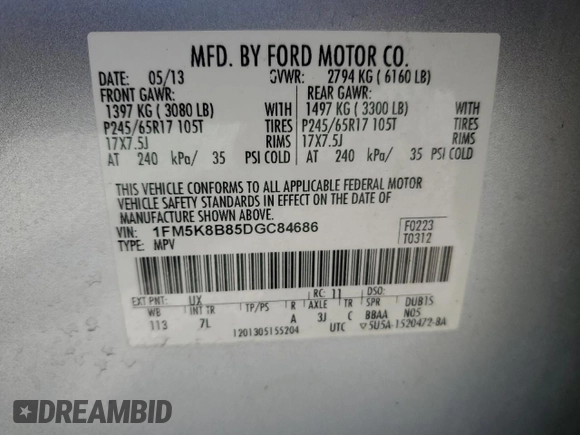 MFD. BY FORD MOTOR CO.
DATE: 05/13 GVWR: 2794 KG ( 6160 LB)
FRONT GAWR: REAR GAWR:
1397 KG ( 3080 LB) WITH 1497 KG ( 3300 LB) WITH
P245/65R17 105T TIRES P245/65R17 105T TIRES
17X7.5J RIMS 17X7.5J RIMS
AT 240 kPa/ 35 PSI COLD AT 240 kPa/ 35 PSI COLD
THIS VEHICLE CONFORMS TO ALL APPLICABLE FEDERAL MOTOR
VEHICLE SAFETY STANDARDS IN EFFECT ON THE DATE OF
MANUFACTURE SHOWN ABOVE.
VIN: 1FM5K8B85DGC84686 F0223
TYPE: MPV T0312
EXT PNT: UX RC: 11 DSO:
WB INT TR TP/PS R AXLE TR SPR DUB15
113 7L A 3J C BBAA N05
1201305155204 UTC
DREAMBID